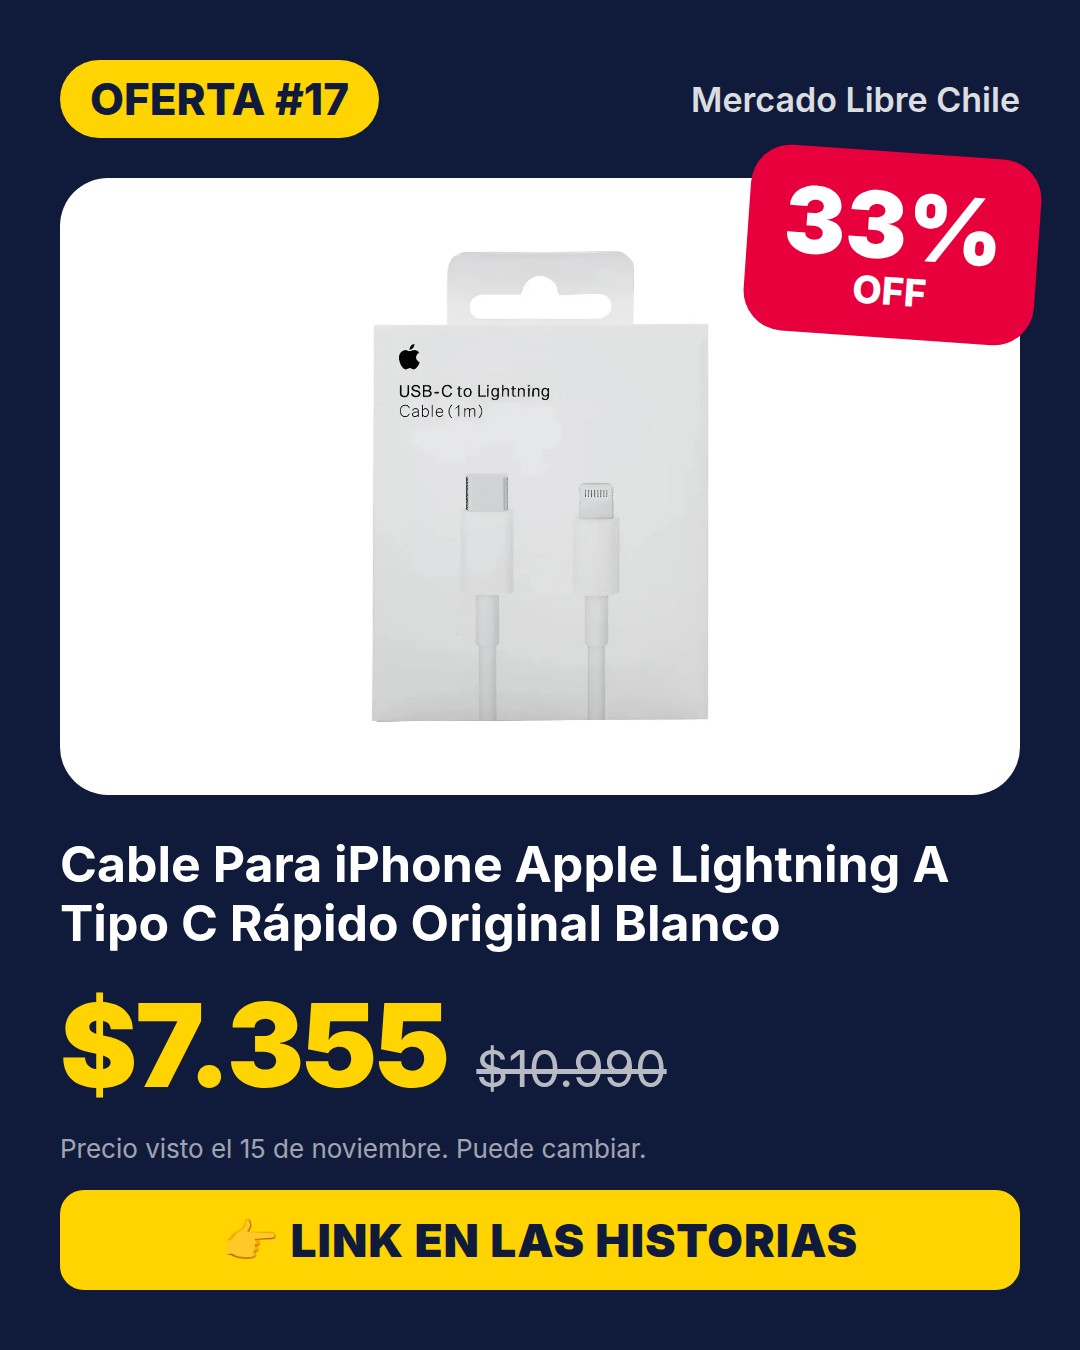 OFERTA #17
Mercado Libre Chile
33%
OFF
USB-C to Lightning
Cable (1m)
Cable Para iPhone Apple Lightning A
Tipo C Rápido Original Blanco
$7.355 $10.990
Precio visto el 15 de noviembre. Puede cambiar.
👉 LINK EN LAS HISTORIAS